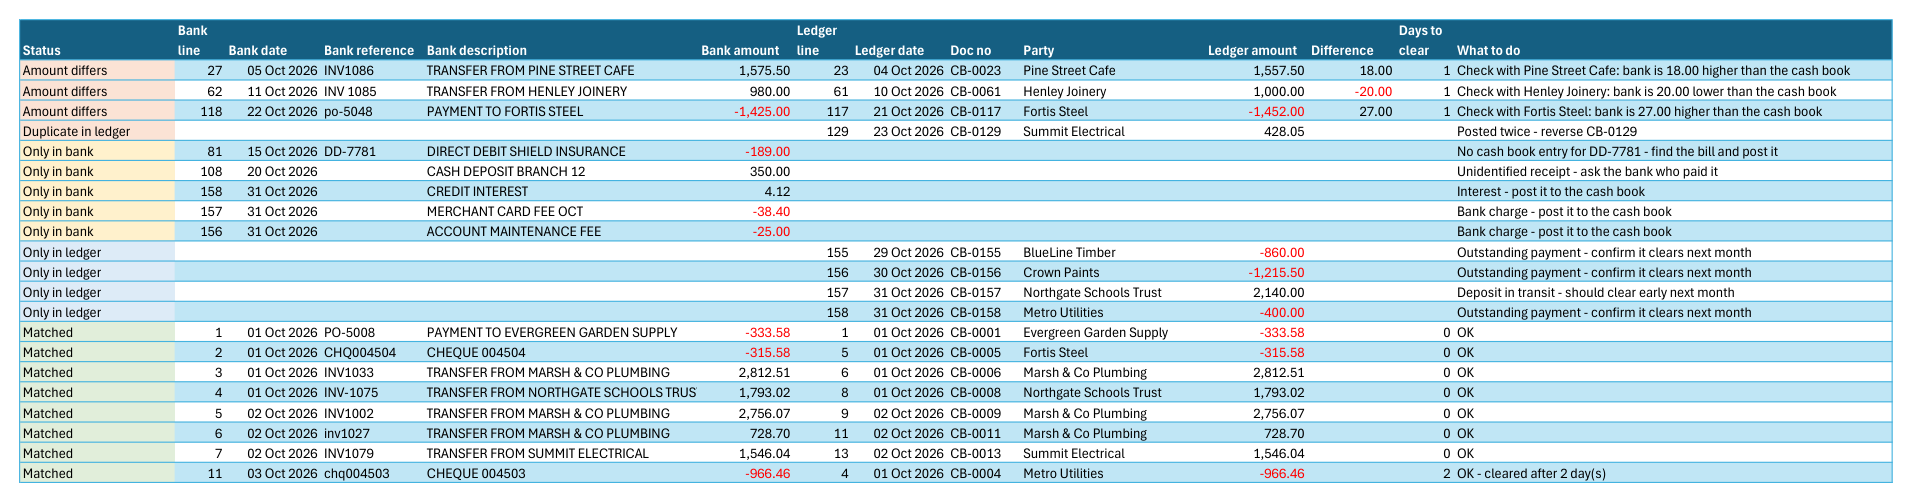 Status Bank line Bank date Bank reference Bank description Bank amount Ledger line Ledger date Doc no Party Ledger amount Difference Days to clear What to do
Amount differs 27 05 Oct 2026 INV1086 TRANSFER FROM PINE STREET CAFE 1,575.50 23 04 Oct 2026 CB-0023 Pine Street Cafe 1,557.50 18.00 1 Check with Pine Street Cafe: bank is 18.00 higher than the cash book
Amount differs 62 11 Oct 2026 INV 1085 TRANSFER FROM HENLEY JOINERY 980.00 61 10 Oct 2026 CB-0061 Henley Joinery 1,000.00 -20.00 1 Check with Henley Joinery: bank is 20.00 lower than the cash book
Amount differs 118 22 Oct 2026 po-5048 PAYMENT TO FORTIS STEEL -1,425.00 117 21 Oct 2026 CB-0117 Fortis Steel -1,452.00 27.00 1 Check with Fortis Steel: bank is 27.00 higher than the cash book
Duplicate in ledger 129 23 Oct 2026 CB-0129 Summit Electrical 428.05 Posted twice - reverse CB-0129
Only in bank 81 15 Oct 2026 DD-7781 DIRECT DEBIT SHIELD INSURANCE -189.00 No cash book entry for DD-7781 - find the bill and post it
Only in bank 108 20 Oct 2026 CASH DEPOSIT BRANCH 12 350.00 Unidentified receipt - ask the bank who paid it
Only in bank 158 31 Oct 2026 CREDIT INTEREST 4.12 Interest - post it to the cash book
Only in bank 157 31 Oct 2026 MERCHANT CARD FEE OCT -38.40 Bank charge - post it to the cash book
Only in bank 156 31 Oct 2026 ACCOUNT MAINTENANCE FEE -25.00 Bank charge - post it to the cash book
Only in ledger 155 29 Oct 2026 CB-0155 BlueLine Timber -860.00 Outstanding payment - confirm it clears next month
Only in ledger 156 30 Oct 2026 CB-0156 Crown Paints -1,215.50 Outstanding payment - confirm it clears next month
Only in ledger 157 31 Oct 2026 CB-0157 Northgate Schools Trust 2,140.00 Deposit in transit - should clear early next month
Only in ledger 158 31 Oct 2026 CB-0158 Metro Utilities -400.00 Outstanding payment - confirm it clears next month
Matched 1 01 Oct 2026 PO-5008 PAYMENT TO EVERGREEN GARDEN SUPPLY -333.58 1 01 Oct 2026 CB-0001 Evergreen Garden Supply -333.58 0 OK
Matched 2 01 Oct 2026 CHQ004504 CHEQUE 004504 -315.58 5 01 Oct 2026 CB-0005 Fortis Steel -315.58 0 OK
Matched 3 01 Oct 2026 INV1033 TRANSFER FROM MARSH & CO PLUMBING 2,812.51 6 01 Oct 2026 CB-0006 Marsh & Co Plumbing 2,812.51 0 OK
Matched 4 01 Oct 2026 INV-1075 TRANSFER FROM NORTHGATE SCHOOLS TRUS 1,793.02 8 01 Oct 2026 CB-0008 Northgate Schools Trust 1,793.02 0 OK
Matched 5 02 Oct 2026 INV1002 TRANSFER FROM MARSH & CO PLUMBING 2,756.07 9 02 Oct 2026 CB-0009 Marsh & Co Plumbing 2,756.07 0 OK
Matched 6 02 Oct 2026 inv1027 TRANSFER FROM MARSH & CO PLUMBING 728.70 11 02 Oct 2026 CB-0011 Marsh & Co Plumbing 728.70 0 OK
Matched 7 02 Oct 2026 INV1079 TRANSFER FROM SUMMIT ELECTRICAL 1,546.04 13 02 Oct 2026 CB-0013 Summit Electrical 1,546.04 0 OK
Matched 11 03 Oct 2026 chq004503 CHEQUE 004503 -966.46 4 01 Oct 2026 CB-0004 Metro Utilities -966.46 2 OK - cleared after 2 day(s)